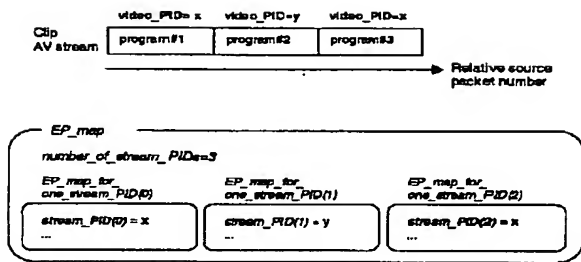 video_PID= x video_PID=y video_PID=x
Clip
AV stream
program#1 program#2 program#3
Relative source
packet number
EP_map
number_of_stream_PIDs=3
EP_map_for_ EP_map_for_ EP_map_for_
one_stream_PID(0) one_stream_PID(1) one_stream_PID(2)
stream_PID(0) = x stream_PID(1) = y stream_PID(2) = x
... ... ...